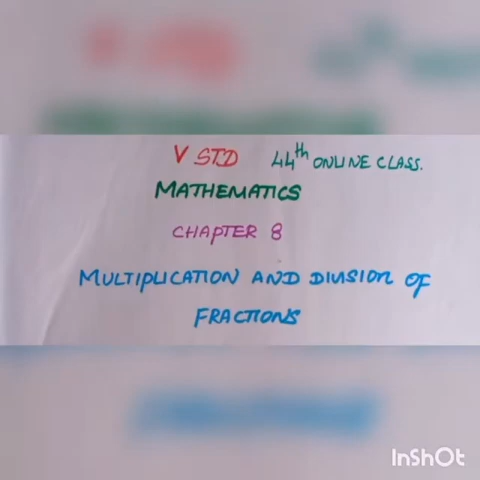 V STD 44th ONLINE CLASS.
MATHEMATICS
CHAPTER 8
MULTIPLICATION AND DIVISION OF
FRACTIONS
InShOt